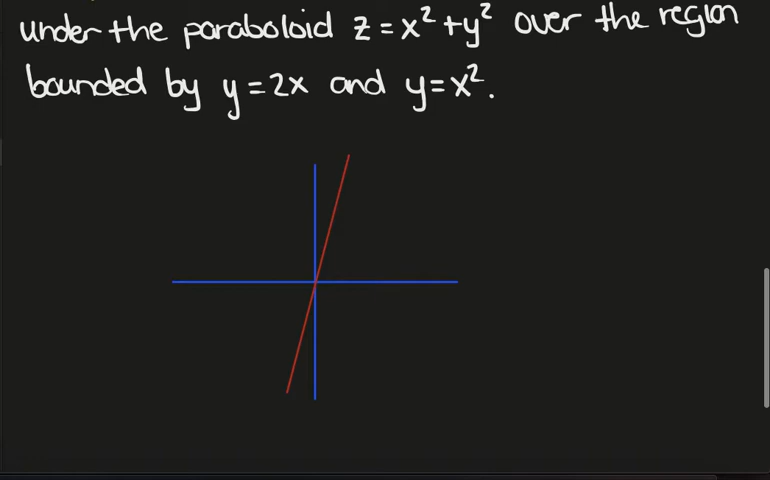 under the paraboloid z = x² + y² over the region
bounded by y = 2x and y = x².